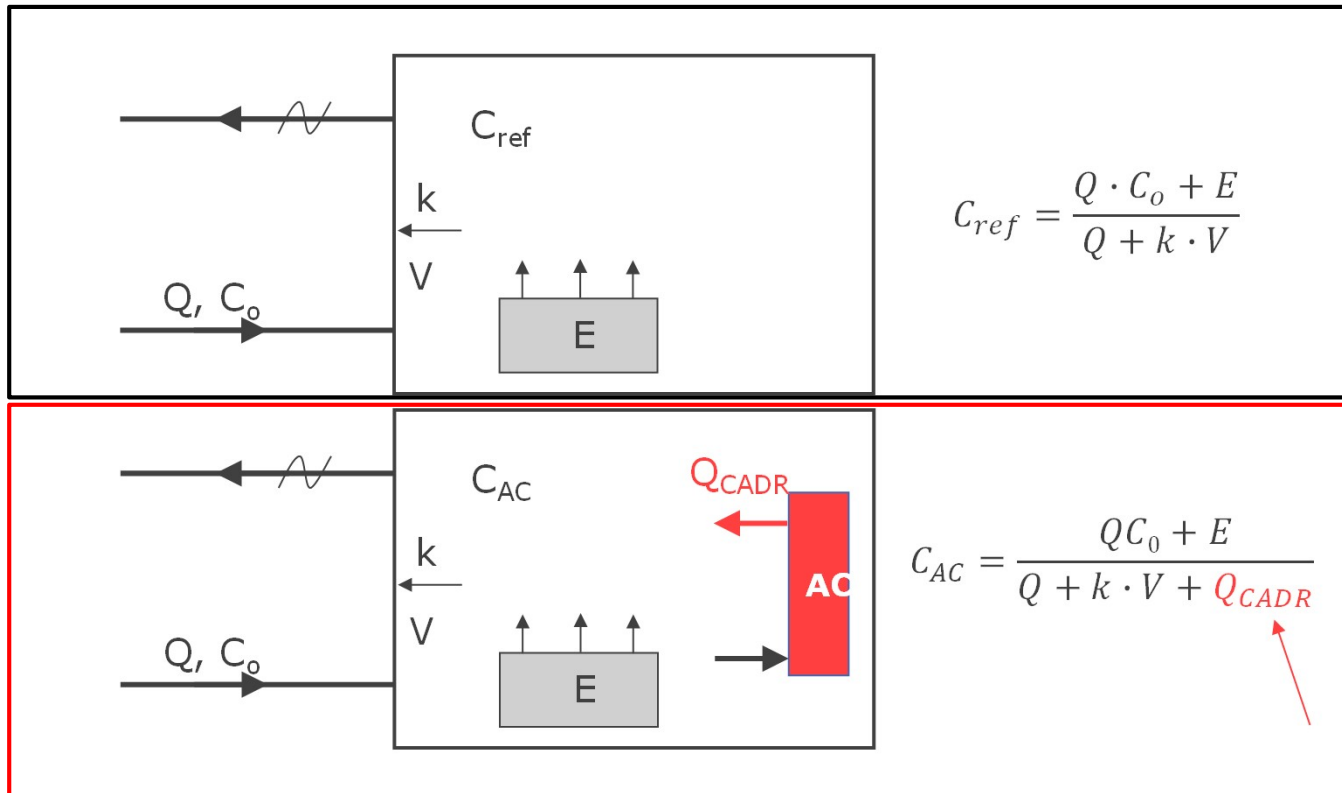 C_ref
k
V
Q, C_o
E
C_ref = (Q · C_o + E) / (Q + k · V)
C_AC
Q_CADR
k
V
AC
Q, C_o
E
C_AC = (QC_0 + E) / (Q + k · V + Q_CADR)